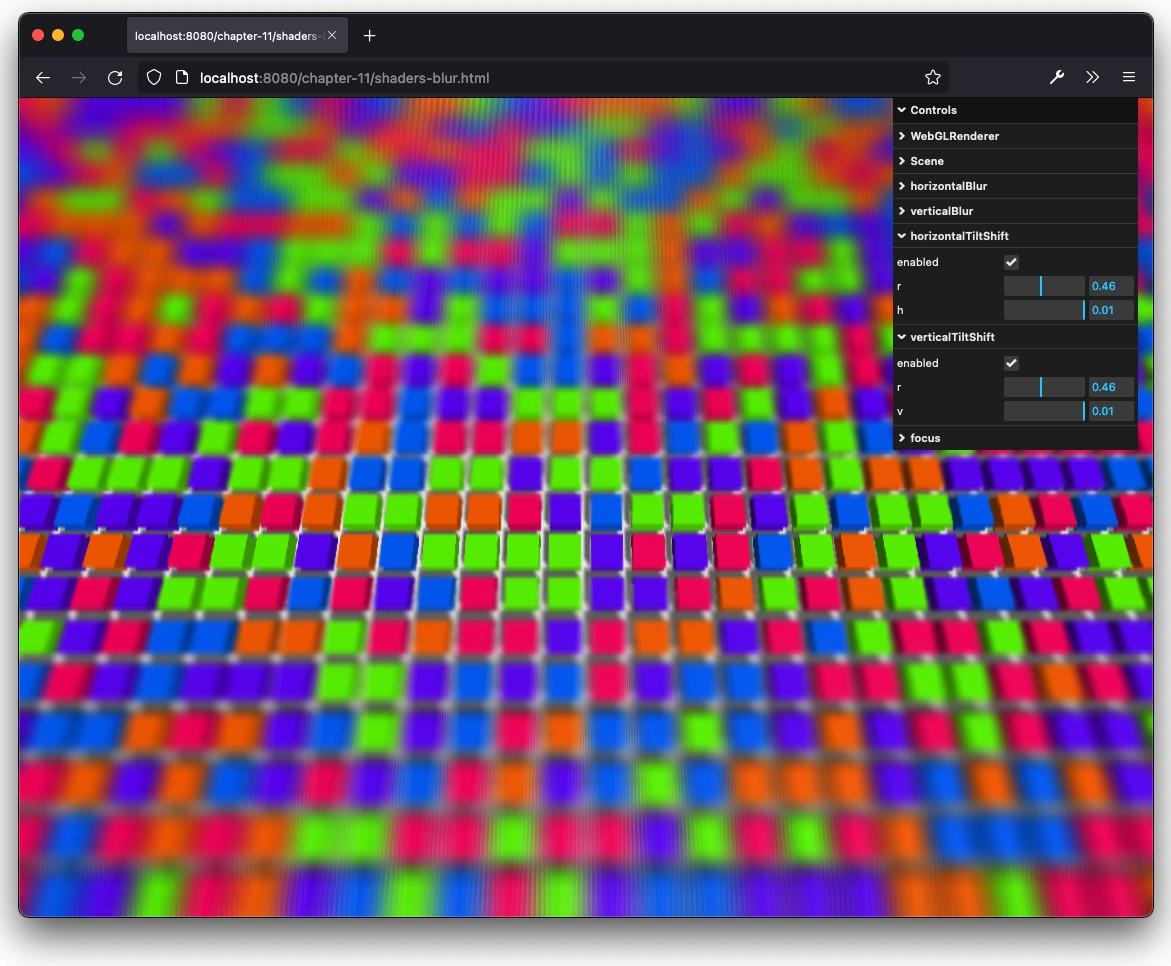 localhost:8080/chapter-11/shaders-
localhost:8080/chapter-11/shaders-blur.html
Controls
WebGLRenderer
Scene
horizontalBlur
verticalBlur
horizontalTiltShift
enabled
r 0.46
h 0.01
verticalTiltShift
enabled
r 0.46
v 0.01
focus